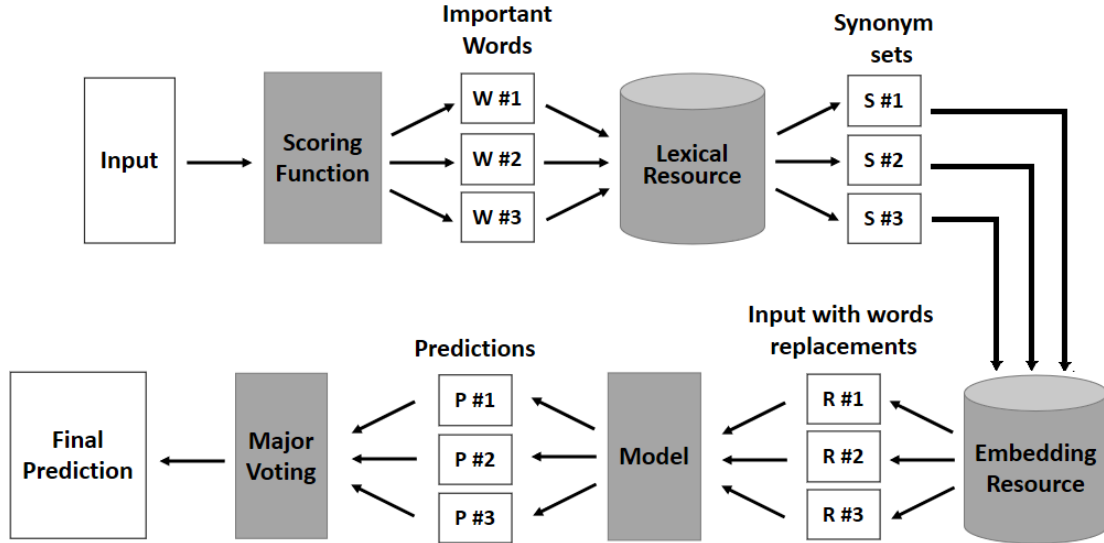 Important
Words
Synonym
sets
Input
Scoring
Function
W #1
W #2
W #3
Lexical
Resource
S #1
S #2
S #3
Input with words
replacements
Predictions
Final
Prediction
Major
Voting
P #1
P #2
P #3
Model
R #1
R #2
R #3
Embedding
Resource